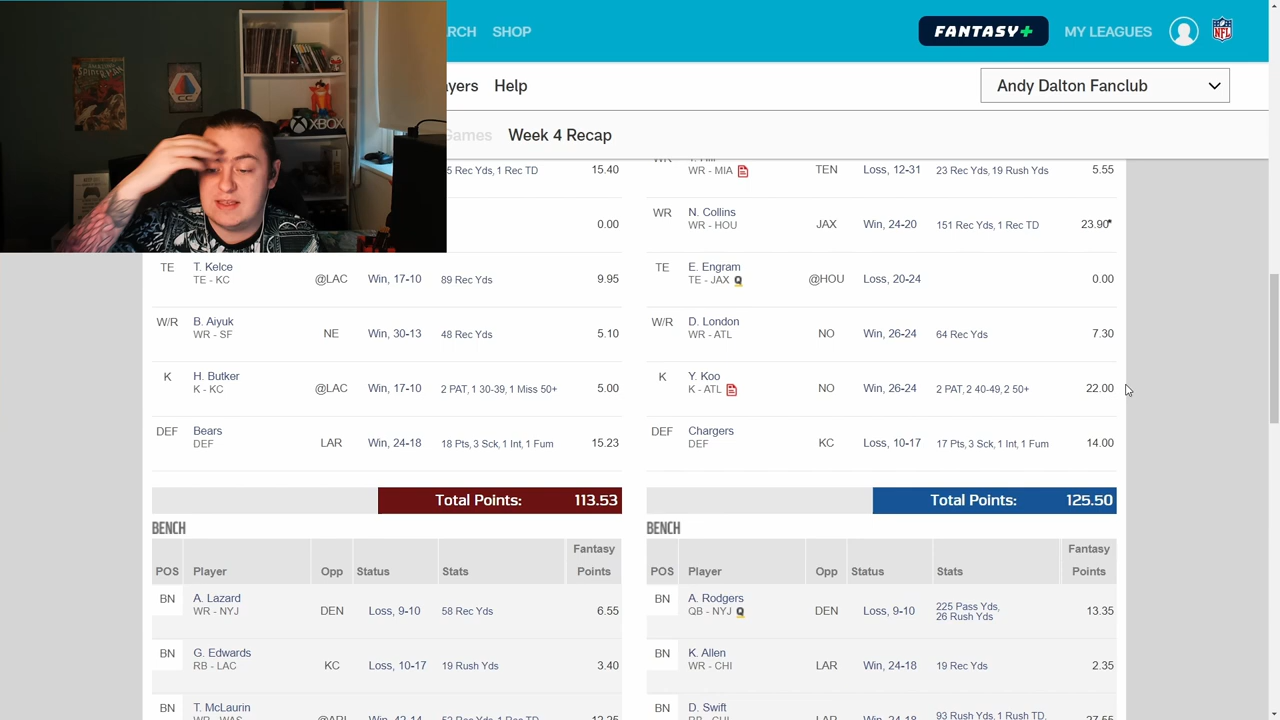 SPIDER-MAN
XBOX
ARCH SHOP
FANTASY+
MY LEAGUES
NFL
ayers Help
Andy Dalton Fanclub
Games Week 4 Recap
5 Rec Yds, 1 Rec TD 15.40
WR - MIA TEN Loss, 12-31 23 Rec Yds, 19 Rush Yds 5.55
0.00
WR N. Collins
WR - HOU JAX Win, 24-20 151 Rec Yds, 1 Rec TD 23.90*
TE T. Kelce
TE - KC @LAC Win, 17-10 89 Rec Yds 9.95
TE E. Engram
TE - JAX Q @HOU Loss, 20-24 0.00
W/R B. Aiyuk
WR - SF NE Win, 30-13 48 Rec Yds 5.10
W/R D. London
WR - ATL NO Win, 26-24 64 Rec Yds 7.30
K H. Butker
K - KC @LAC Win, 17-10 2 PAT, 1 30-39, 1 Miss 50+ 5.00
K Y. Koo
K - ATL NO Win, 26-24 2 PAT, 2 40-49, 2 50+ 22.00
DEF Bears
DEF LAR Win, 24-18 18 Pts, 3 Sck, 1 Int, 1 Fum 15.23
DEF Chargers
DEF KC Loss, 10-17 17 Pts, 3 Sck, 1 Int, 1 Fum 14.00
Total Points: 113.53
Total Points: 125.50
BENCH
BENCH
POS Player Opp Status Stats Fantasy Points
POS Player Opp Status Stats Fantasy Points
BN A. Lazard
WR - NYJ DEN Loss, 9-10 58 Rec Yds 6.55
BN A. Rodgers
QB - NYJ Q DEN Loss, 9-10 225 Pass Yds,
26 Rush Yds 13.35
BN G. Edwards
RB - LAC KC Loss, 10-17 19 Rush Yds 3.40
BN K. Allen
WR - CHI LAR Win, 24-18 19 Rec Yds 2.35
BN T. McLaurin
BN D. Swift
93 Rush Yds, 1 Rush TD,